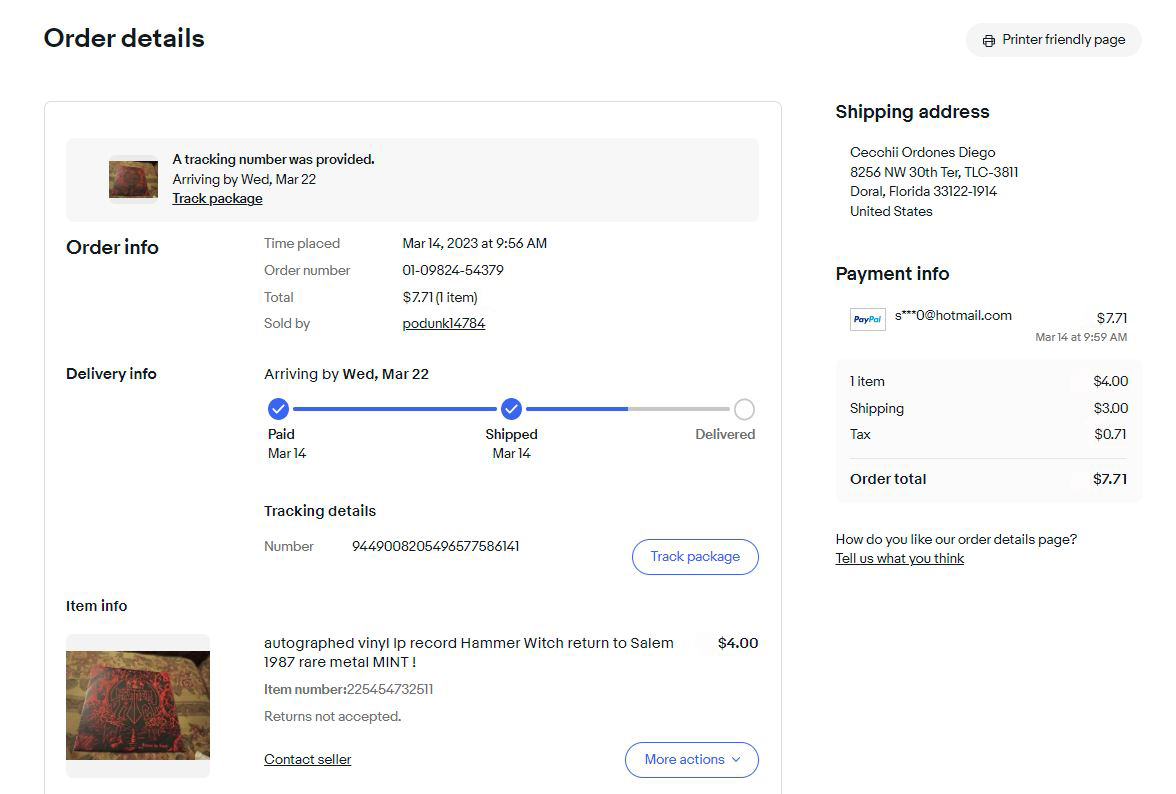 Order details
Printer friendly page
A tracking number was provided.
Arriving by Wed, Mar 22
Track package
Order info
Time placed Mar 14, 2023 at 9:56 AM
Order number 01-09824-54379
Total $7.71 (1 item)
Sold by podunk14784
Delivery info
Arriving by Wed, Mar 22
Paid Shipped Delivered
Mar 14 Mar 14
Tracking details
Number 9449008205496577586141
Track package
Item info
autographed vinyl lp record Hammer Witch return to Salem $4.00
1987 rare metal MINT !
Item number:225454732511
Returns not accepted.
Contact seller
More actions
Shipping address
Cecchii Ordones Diego
8256 NW 30th Ter, TLC-3811
Doral, Florida 33122-1914
United States
Payment info
PayPal s***0@hotmail.com $7.71
Mar 14 at 9:59 AM
1 item $4.00
Shipping $3.00
Tax $0.71
Order total $7.71
How do you like our order details page?
Tell us what you think